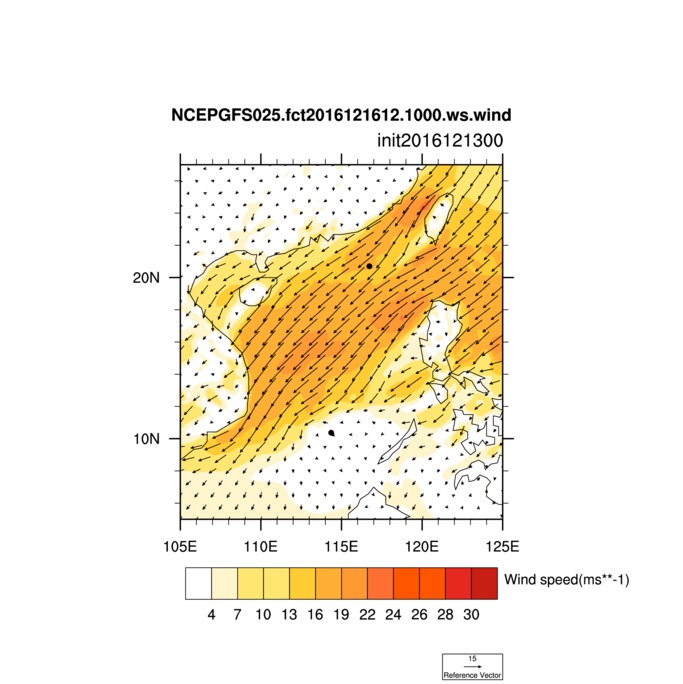 NCEPGFS025.fct2016121612.1000.ws.wind
init2016121300
20N
10N
105E 110E 115E 120E 125E
Wind speed(ms**-1)
4 7 10 13 16 19 22 24 26 28 30
15
Reference Vector